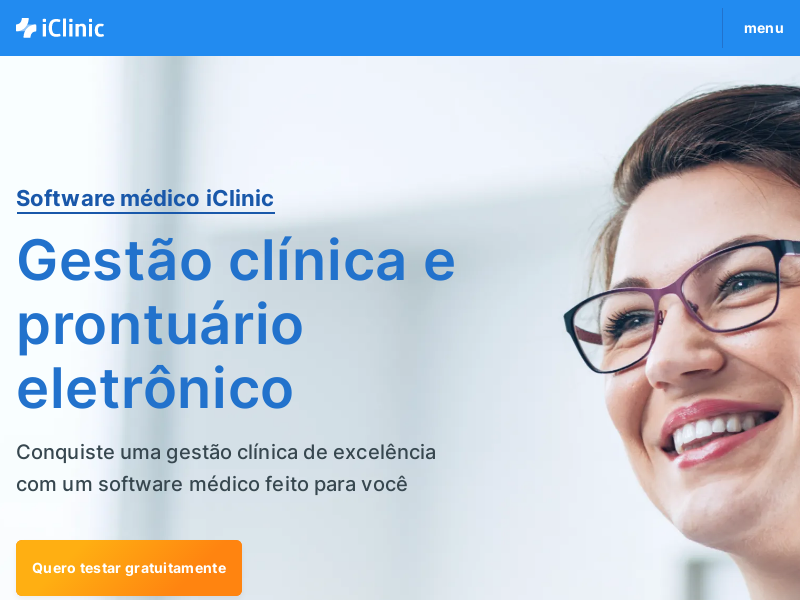 iClinic
menu
Software médico iClinic
Gestão clínica e
prontuário
eletrônico
Conquiste uma gestão clínica de excelência
com um software médico feito para você
Quero testar gratuitamente